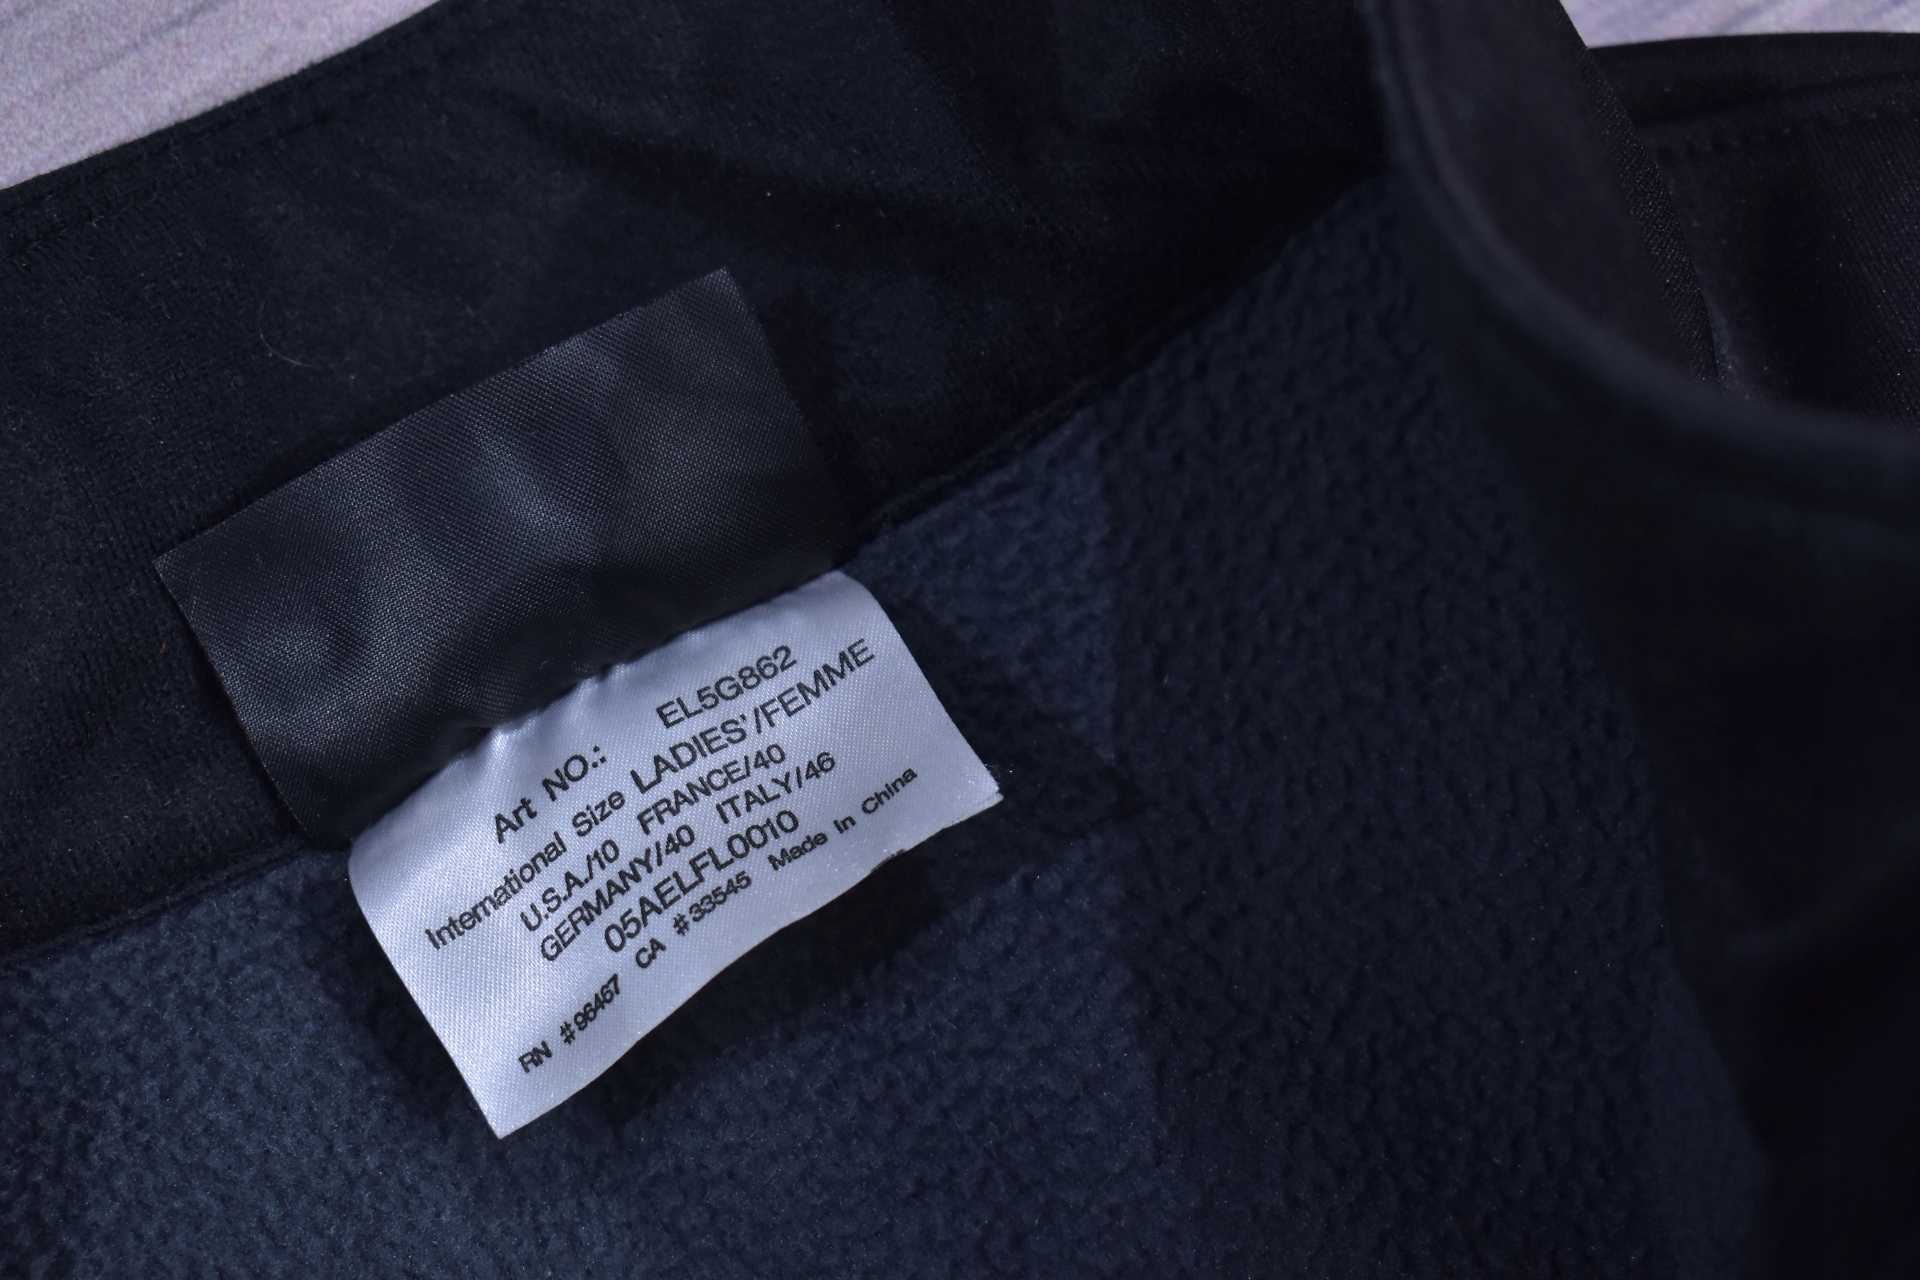 Art NO.: EL5G862
International Size LADIES'/FEMME
U.S.A./10 FRANCE/40
GERMANY/40 ITALY/46
05AELFL0010
RN #96467 CA #33545 Made in China